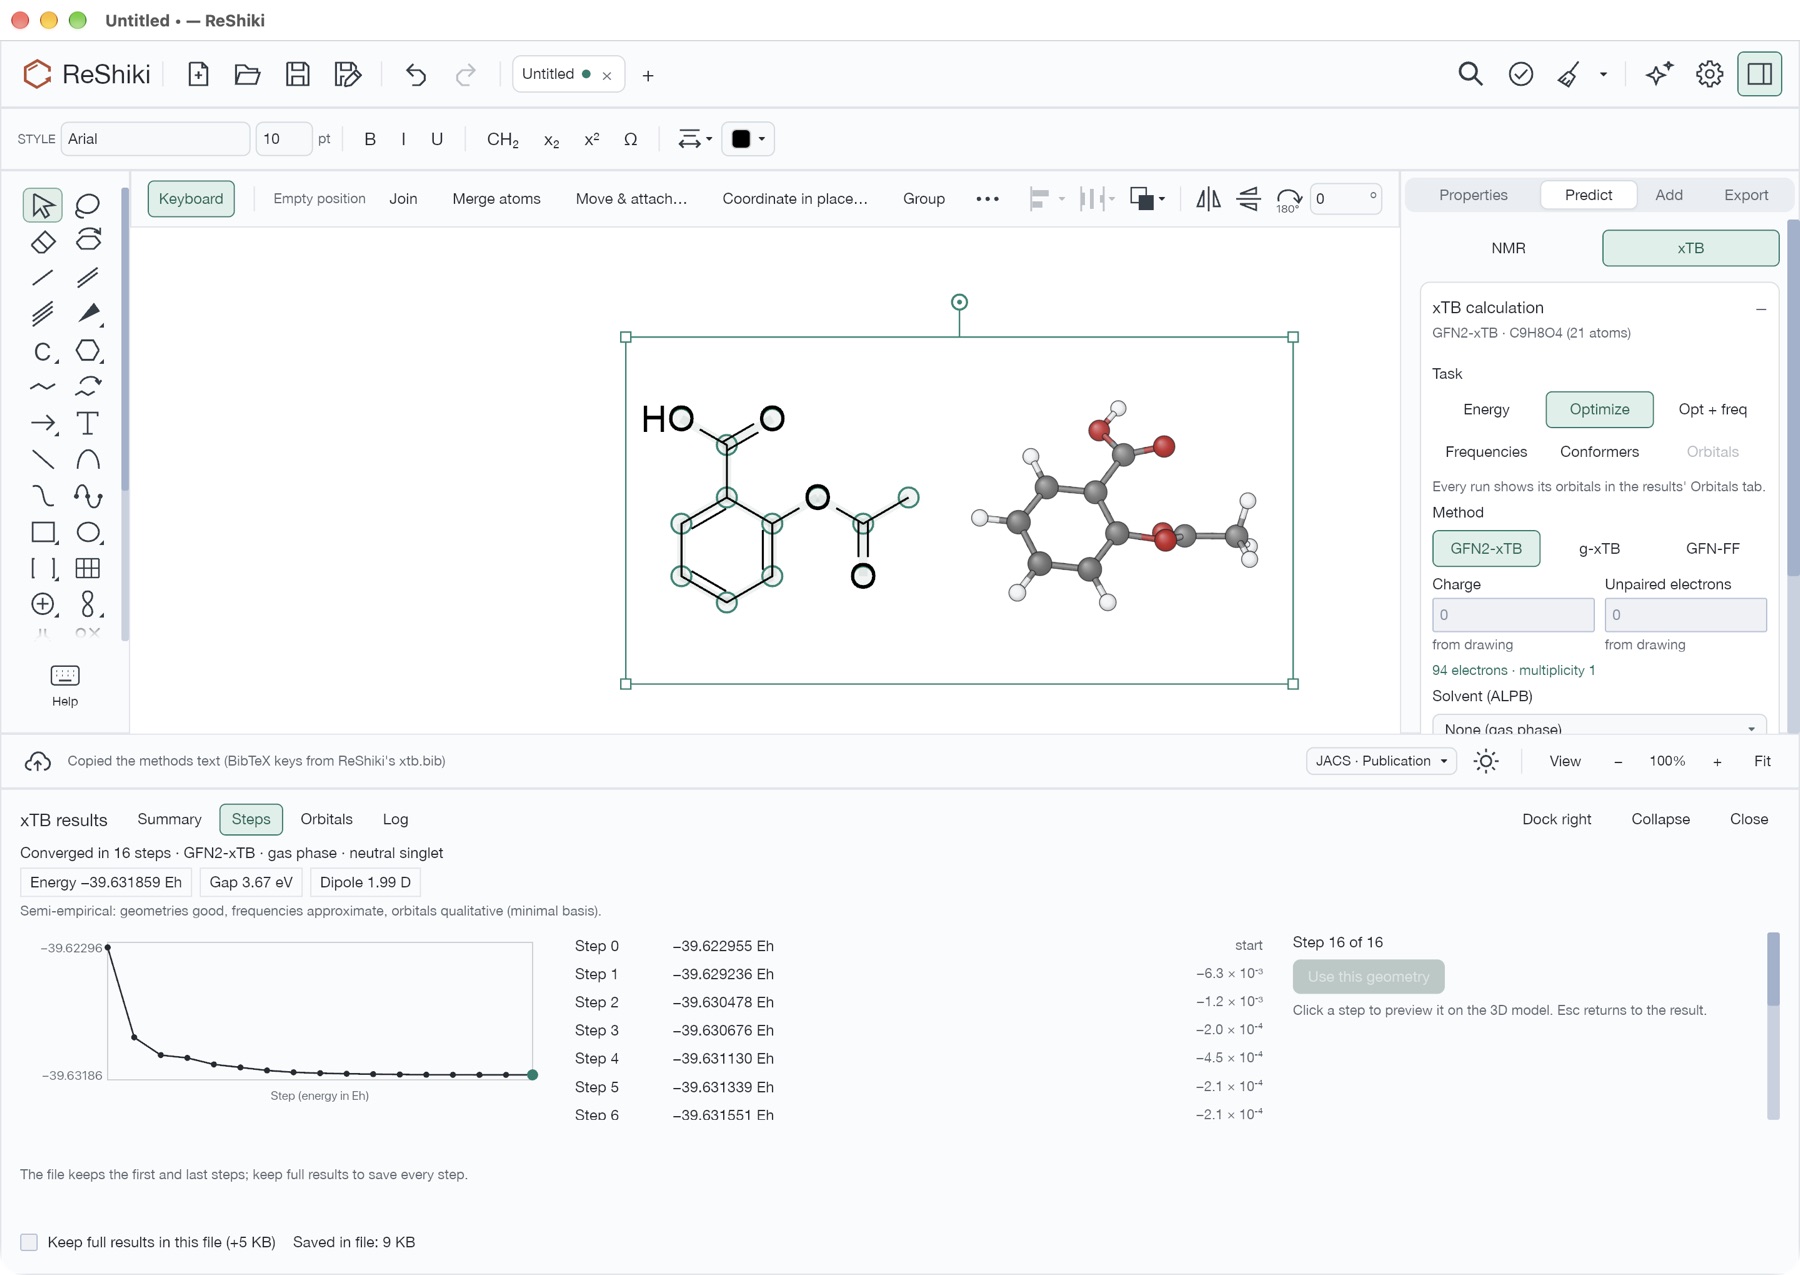 Untitled • — ReShiki
ReShiki
Untitled
STYLE Arial 10 pt B I U CH₂ x₂ x² Ω
Keyboard Empty position Join Merge atoms Move & attach... Coordinate in place... Group ••• 180° 0 °
Properties Predict Add Export
NMR xTB
xTB calculation
GFN2-xTB · C9H8O4 (21 atoms)
Task
Energy Optimize Opt + freq
Frequencies Conformers Orbitals
Every run shows its orbitals in the results' Orbitals tab.
Method
GFN2-xTB g-xTB GFN-FF
Charge Unpaired electrons
0 0
from drawing from drawing
94 electrons · multiplicity 1
Solvent (ALPB)
None (gas phase)
C
T
Help
HO O
O
O
Copied the methods text (BibTeX keys from ReShiki's xtb.bib)
JACS · Publication View − 100% + Fit
xTB results Summary Steps Orbitals Log Dock right Collapse Close
Converged in 16 steps · GFN2-xTB · gas phase · neutral singlet
Energy −39.631859 Eh Gap 3.67 eV Dipole 1.99 D
Semi-empirical: geometries good, frequencies approximate, orbitals qualitative (minimal basis).
−39.62296
−39.63186
Step (energy in Eh)
Step 0 −39.622955 Eh start
Step 1 −39.629236 Eh −6.3 × 10⁻³
Step 2 −39.630478 Eh −1.2 × 10⁻³
Step 3 −39.630676 Eh −2.0 × 10⁻⁴
Step 4 −39.631130 Eh −4.5 × 10⁻⁴
Step 5 −39.631339 Eh −2.1 × 10⁻⁴
Step 6 −39.631551 Eh −2.1 × 10⁻⁴
Step 16 of 16
Use this geometry
Click a step to preview it on the 3D model. Esc returns to the result.
The file keeps the first and last steps; keep full results to save every step.
Keep full results in this file (+5 KB) Saved in file: 9 KB